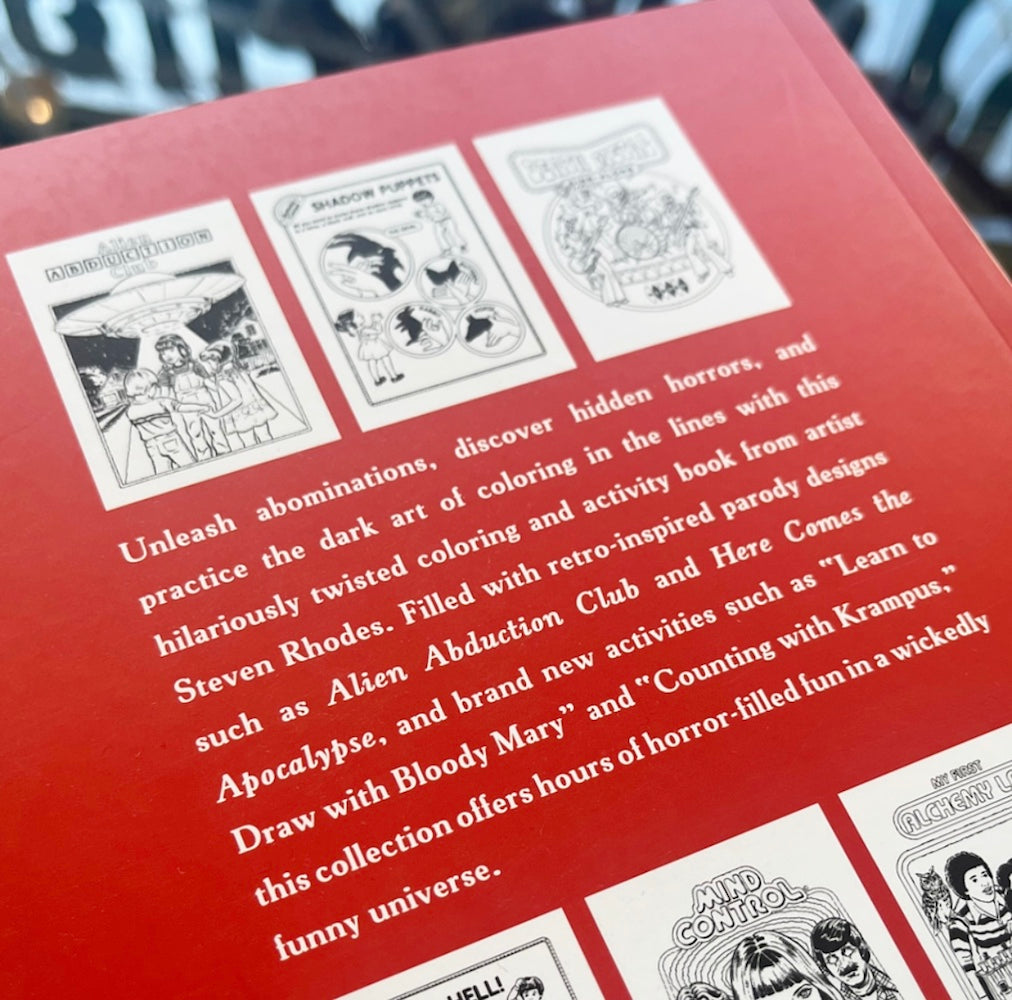 Alien
ABDUCTION
Club
SHADOW PUPPETS
Unleash abominations, discover hidden horrors, and
practice the dark art of coloring in the lines with this
hilariously twisted coloring and activity book from artist
Steven Rhodes. Filled with retro-inspired parody designs
such as Alien Abduction Club and Here Comes the
Apocalypse, and brand new activities such as “Learn to
Draw with Bloody Mary” and “Counting with Krampus,”
this collection offers hours of horror-filled fun in a wickedly
funny universe.
HELL!
MIND
CONTROL
MY FIRST
ALCHEMY